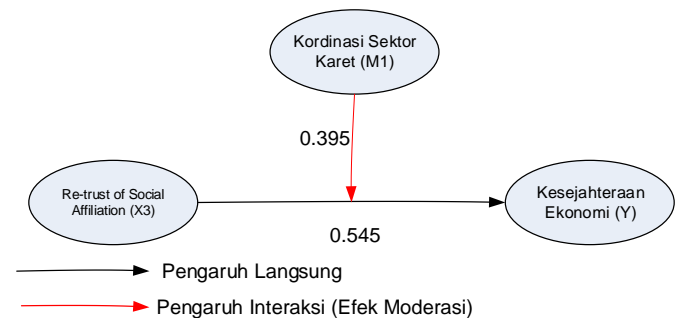 Kordinasi Sektor
Karet (M1)
0.395
Re-trust of Social
Affiliation (X3)
Kesejahteraan
Ekonomi (Y)
0.545
Pengaruh Langsung
Pengaruh Interaksi (Efek Moderasi)